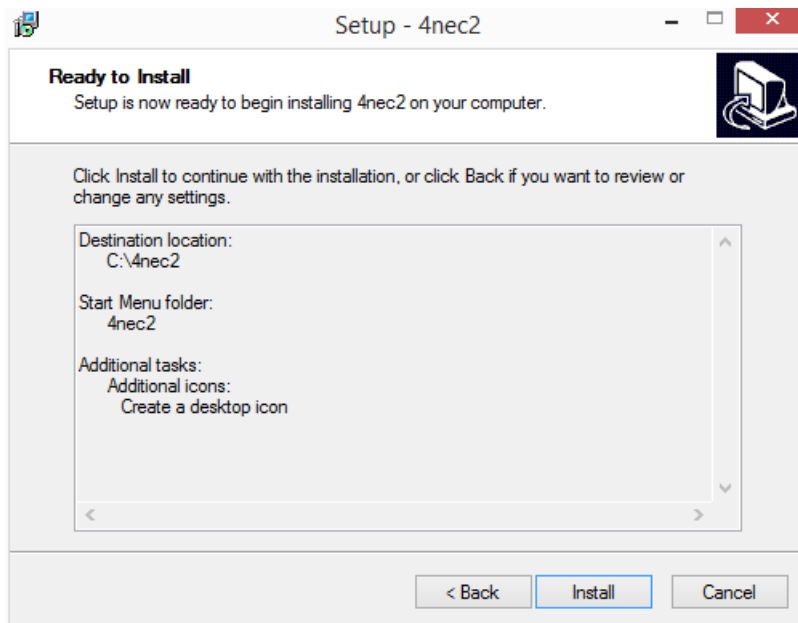 Setup - 4nec2
Ready to Install
Setup is now ready to begin installing 4nec2 on your computer.
Click Install to continue with the installation, or click Back if you want to review or
change any settings.
Destination location:
C:\4nec2
Start Menu folder:
4nec2
Additional tasks:
Additional icons:
Create a desktop icon
< Back
Install
Cancel